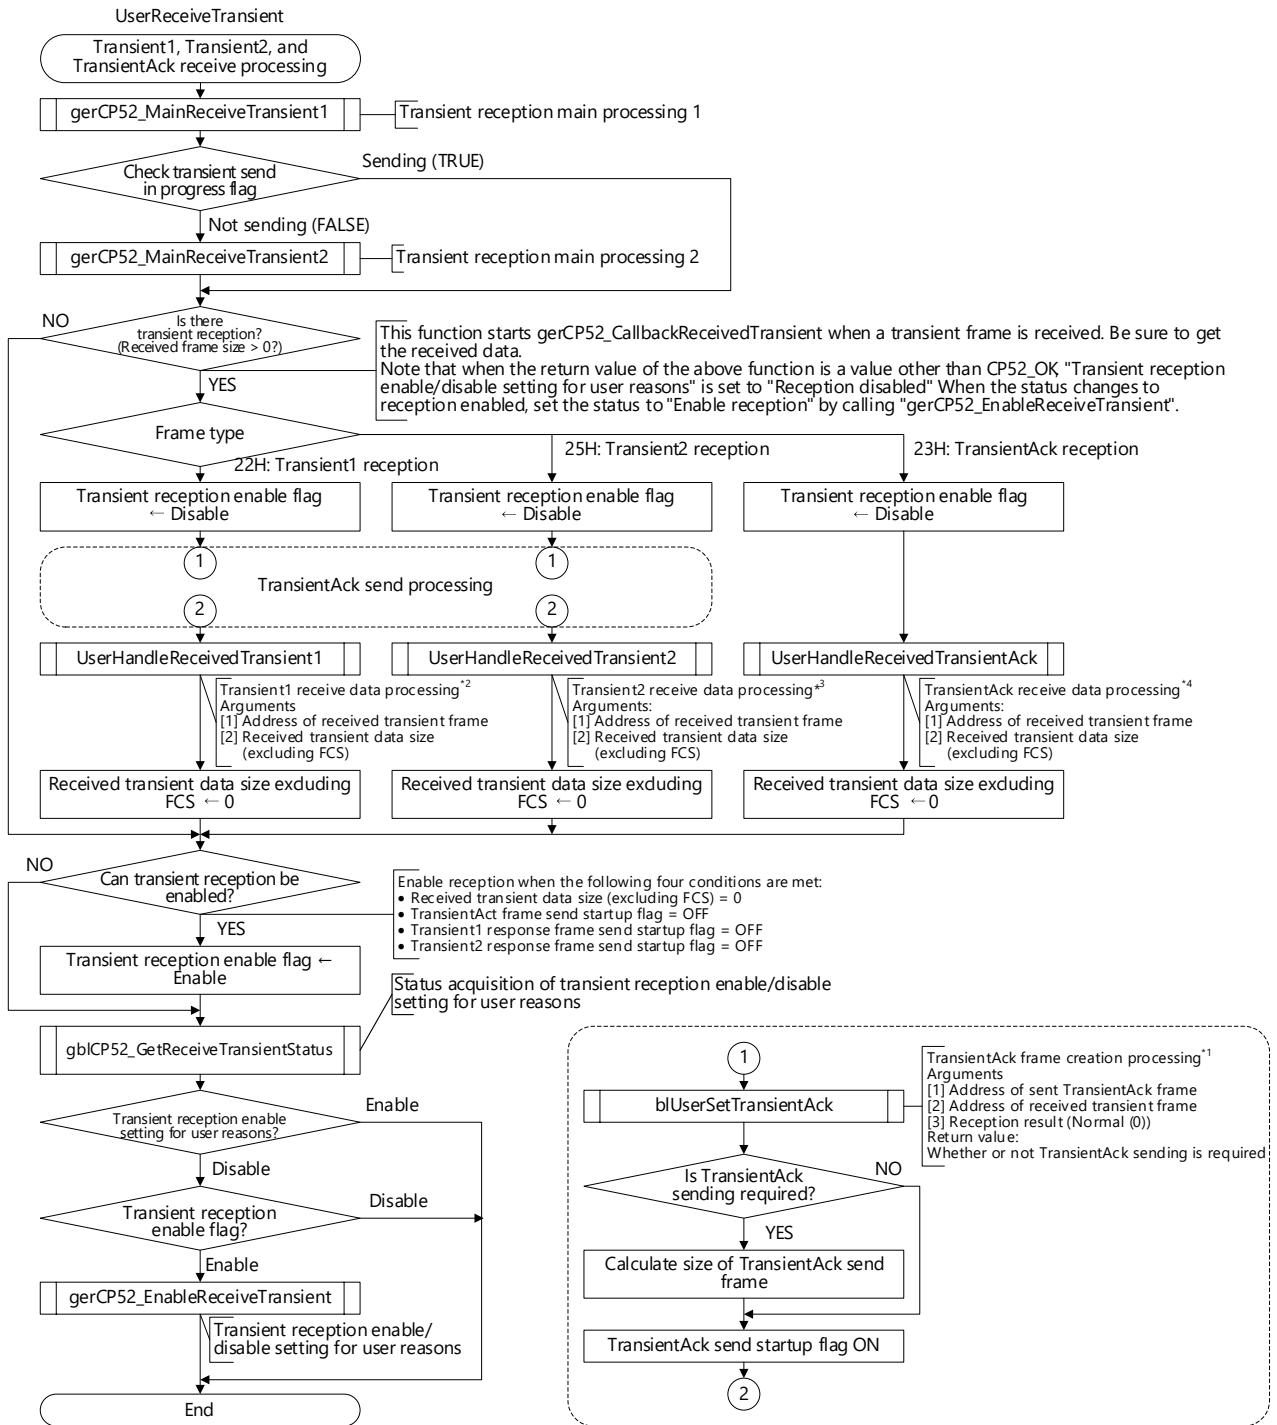 UserReceiveTransient
Transient1, Transient2, and
TransientAck receive processing
gerCP52_MainReceiveTransient1
Transient reception main processing 1
Check transient send
in progress flag
Sending (TRUE)
Not sending (FALSE)
gerCP52_MainReceiveTransient2
Transient reception main processing 2
NO
Is there
transient reception?
(Received frame size > 0?)
YES
This function starts gerCP52_CallbackReceivedTransient when a transient frame is received. Be sure to get
the received data.
Note that when the return value of the above function is a value other than CP52_OK, "Transient reception
enable/disable setting for user reasons" is set to "Reception disabled" When the status changes to
reception enabled, set the status to "Enable reception" by calling "gerCP52_EnableReceiveTransient".
Frame type
22H: Transient1 reception
25H: Transient2 reception
23H: TransientAck reception
Transient reception enable flag
← Disable
Transient reception enable flag
← Disable
Transient reception enable flag
← Disable
1
1
TransientAck send processing
2
2
UserHandleReceivedTransient1
UserHandleReceivedTransient2
UserHandleReceivedTransientAck
Transient1 receive data processing*2
Arguments
[1] Address of received transient frame
[2] Received transient data size
(excluding FCS)
Transient2 receive data processing*3
Arguments:
[1] Address of received transient frame
[2] Received transient data size
(excluding FCS)
TransientAck receive data processing*4
Arguments:
[1] Address of received transient frame
[2] Received transient data size
(excluding FCS)
Received transient data size excluding
FCS ← 0
Received transient data size excluding
FCS ← 0
Received transient data size excluding
FCS ← 0
NO
Can transient reception be
enabled?
YES
Enable reception when the following four conditions are met:
• Received transient data size (excluding FCS) = 0
• TransientAct frame send startup flag = OFF
• Transient1 response frame send startup flag = OFF
• Transient2 response frame send startup flag = OFF
Transient reception enable flag ←
Enable
Status acquisition of transient reception enable/disable
setting for user reasons
gblCP52_GetReceiveTransientStatus
Transient reception enable
setting for user reasons?
Enable
Disable
Transient reception
enable flag?
Disable
Enable
gerCP52_EnableReceiveTransient
Transient reception enable/
disable setting for user reasons
End
1
blUserSetTransientAck
TransientAck frame creation processing*1
Arguments
[1] Address of sent TransientAck frame
[2] Address of received transient frame
[3] Reception result (Normal (0))
Return value:
Whether or not TransientAck sending is required
Is TransientAck
sending required?
NO
YES
Calculate size of TransientAck send
frame
TransientAck send startup flag ON
2